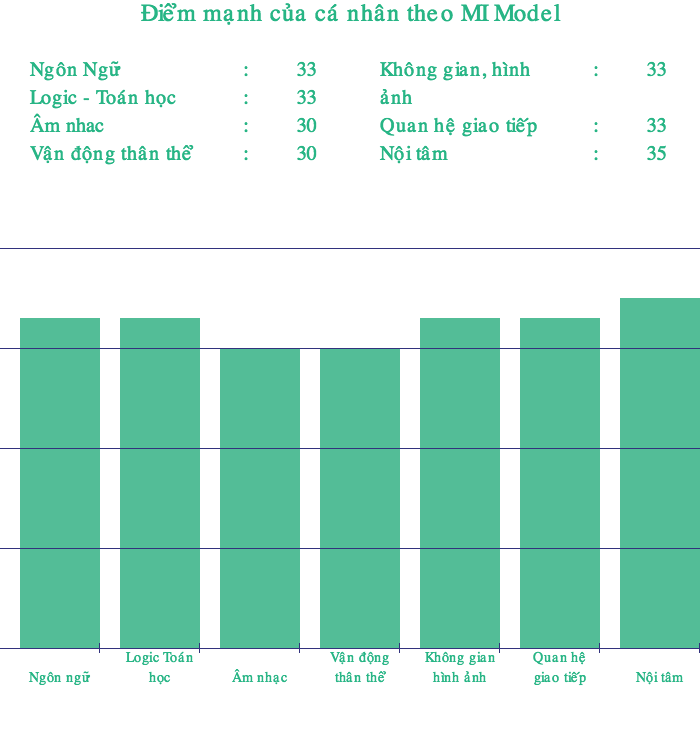 Điểm mạnh của cá nhân theo MI Model
Ngôn Ngữ : 33
Logic - Toán học : 33
Âm nhac : 30
Vận động thân thể : 30
Không gian, hình : 33
ảnh
Quan hệ giao tiếp : 33
Nội tâm : 35
Ngôn ngữ
Logic Toán
học
Âm nhạc
Vận động
thân thể
Không gian
hình ảnh
Quan hệ
giao tiếp
Nội tâm